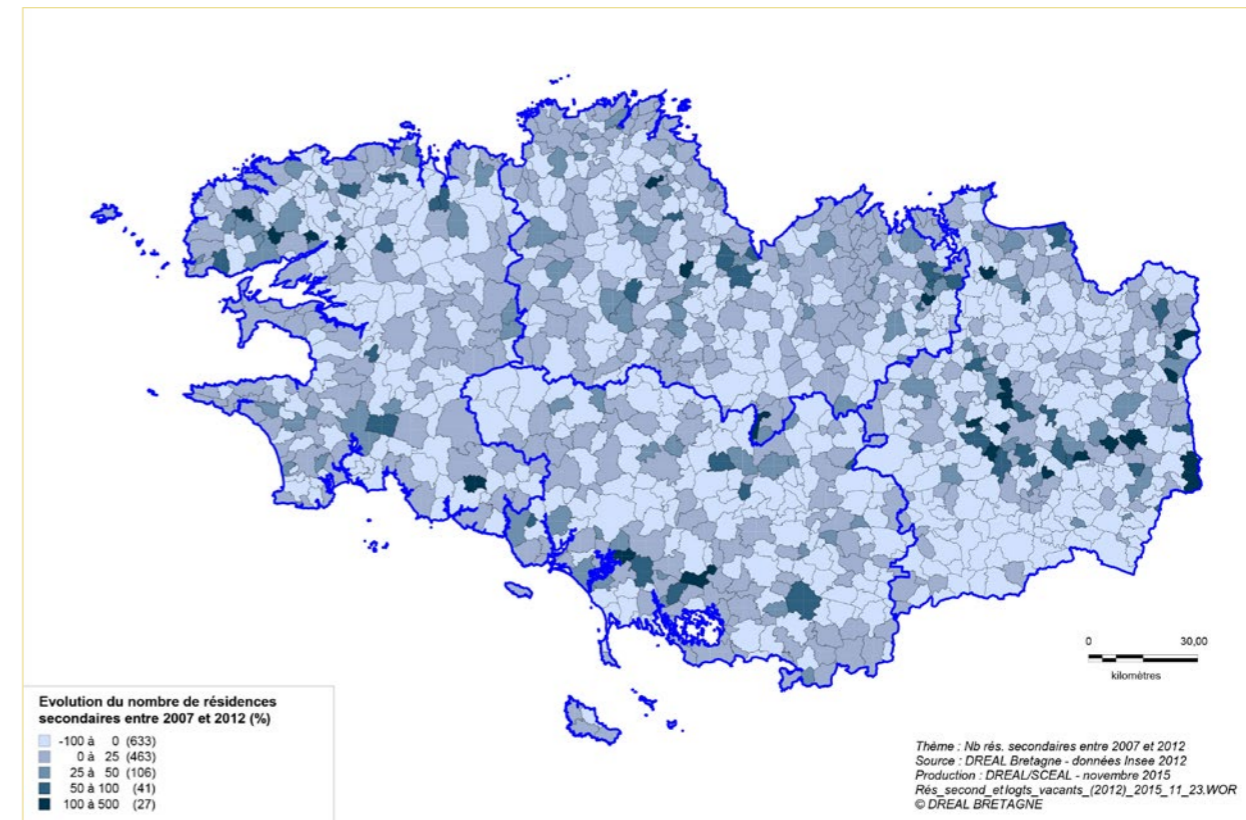 0 30,00
kilomètres
Evolution du nombre de résidences
secondaires entre 2007 et 2012 (%)
-100 à 0 (633)
0 à 25 (463)
25 à 50 (106)
50 à 100 (41)
100 à 500 (27)
Thème : Nb rés. secondaires entre 2007 et 2012
Source : DREAL Bretagne - données Insee 2012
Production : DREAL/SCEAL - novembre 2015
Rés_second_etlogts_vacants_(2012)_2015_11_23.WOR
© DREAL BRETAGNE